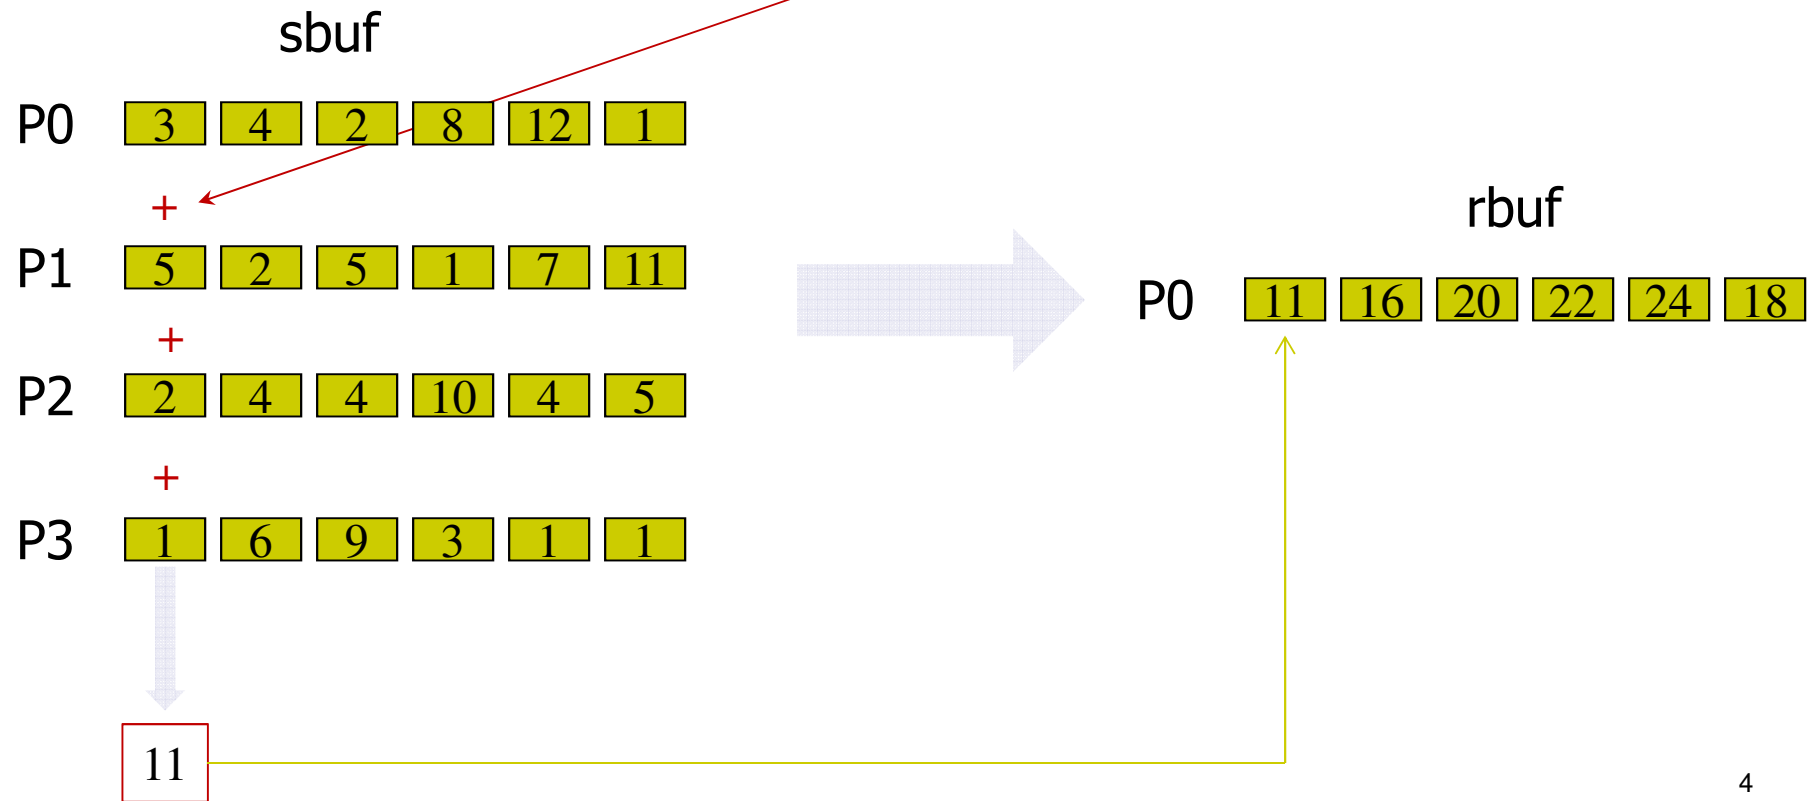 sbuf
P0 3 4 2 8 12 1
+
rbuf
P1 5 2 5 1 7 11
P0 11 16 20 22 24 18
+
P2 2 4 4 10 4 5
+
P3 1 6 9 3 1 1
11
4